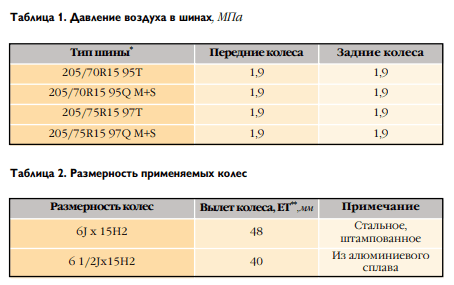 Таблица 1. Давление воздуха в шинах, МПа
Тип шины* Передние колеса Задние колеса
205/70R15 95T 1,9 1,9
205/70R15 95Q M+S 1,9 1,9
205/75R15 97T 1,9 1,9
205/75R15 97Q M+S 1,9 1,9
Таблица 2. Размерность применяемых колес
Размерность колес Вылет колеса, ET**,мм Примечание
6J x 15H2 48 Стальное,
штампованное
6 1/2Jx15H2 40 Из алюминиевого
сплава